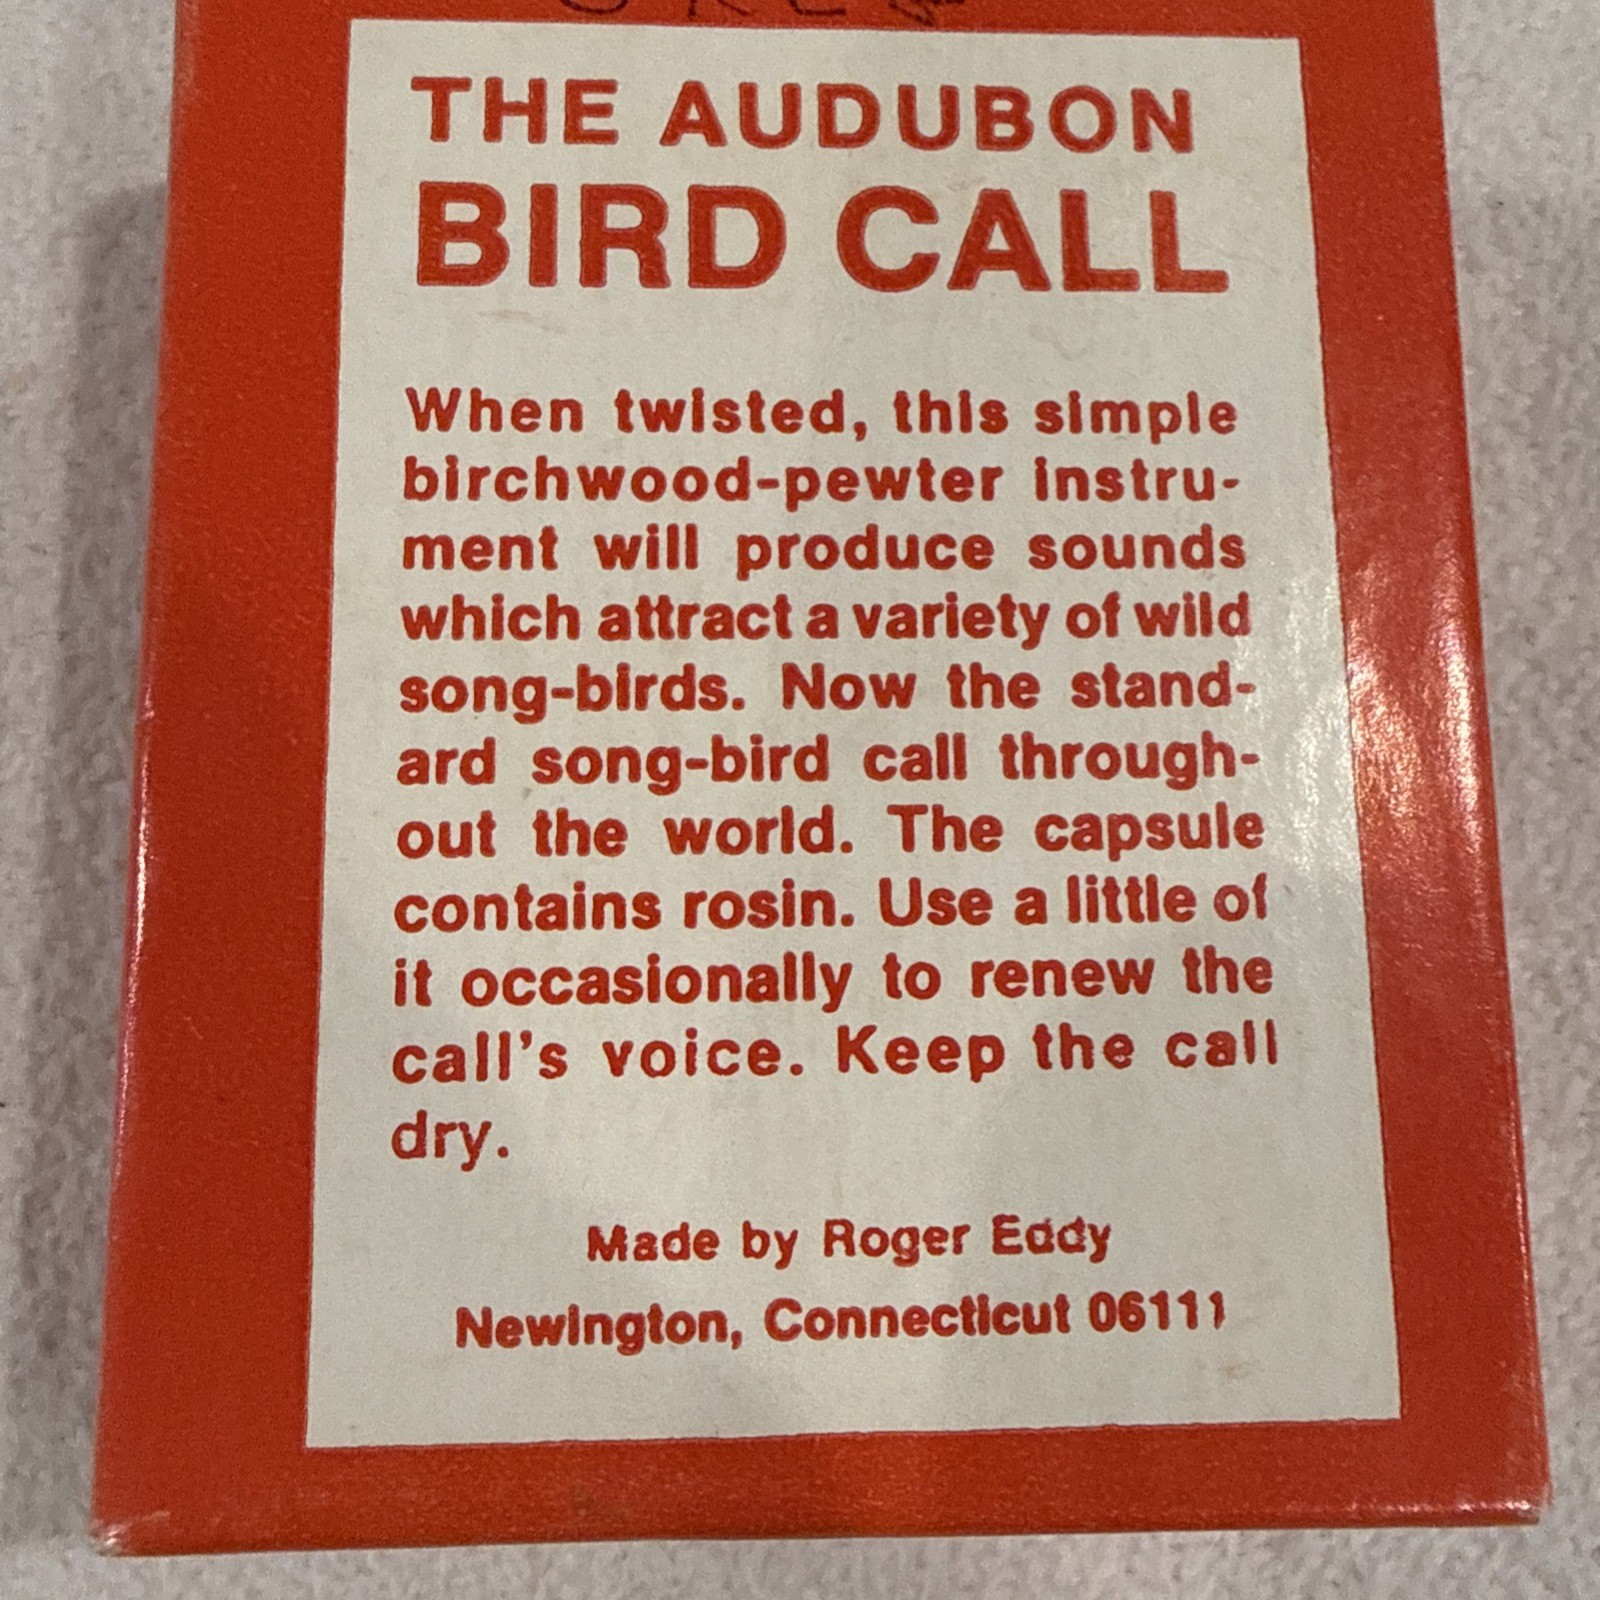 THE AUDUBON
BIRD CALL
When twisted, this simple
birchwood-pewter instru-
ment will produce sounds
which attract a variety of wild
song-birds. Now the stand-
ard song-bird call through-
out the world. The capsule
contains rosin. Use a little of
it occasionally to renew the
call's voice. Keep the call
dry.
Made by Roger Eddy
Newington, Connecticut 06111